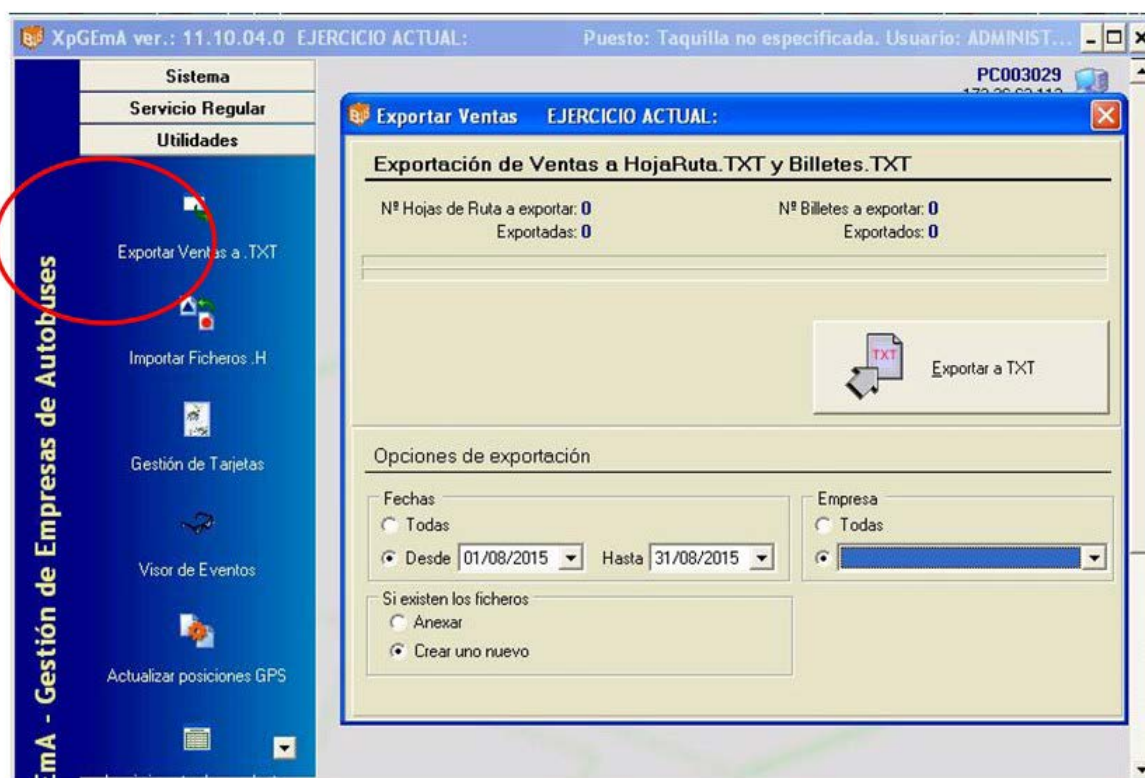 XpGEmA ver.: 11.10.04.0 EJERCICIO ACTUAL: Puesto: Taquilla no especificada. Usuario: ADMINIST...
Sistema
Servicio Regular
Utilidades
Exportar Ventas a .TXT
Importar Ficheros .H
Gestión de Tarjetas
Visor de Eventos
Actualizar posiciones GPS
EmA - Gestión de Empresas de Autobuses
PC003029
Exportar Ventas EJERCICIO ACTUAL:
Exportación de Ventas a HojaRuta.TXT y Billetes.TXT
Nº Hojas de Ruta a exportar: 0 Nº Billetes a exportar: 0
Exportadas: 0 Exportados: 0
TXT
Exportar a TXT
Opciones de exportación
Fechas
Todas
Desde 01/08/2015 Hasta 31/08/2015
Empresa
Todas
Si existen los ficheros
Anexar
Crear uno nuevo